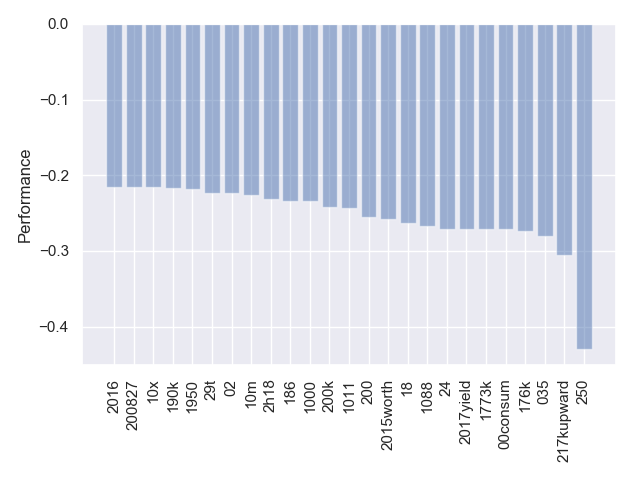 0.0
−0.1
−0.2
−0.3
−0.4
Performance
2016
200827
10x
190k
1950
29t
02
10m
2h18
186
1000
200k
1011
200
2015worth
18
1088
24
2017yield
1773k
00consum
176k
035
217kupward
250